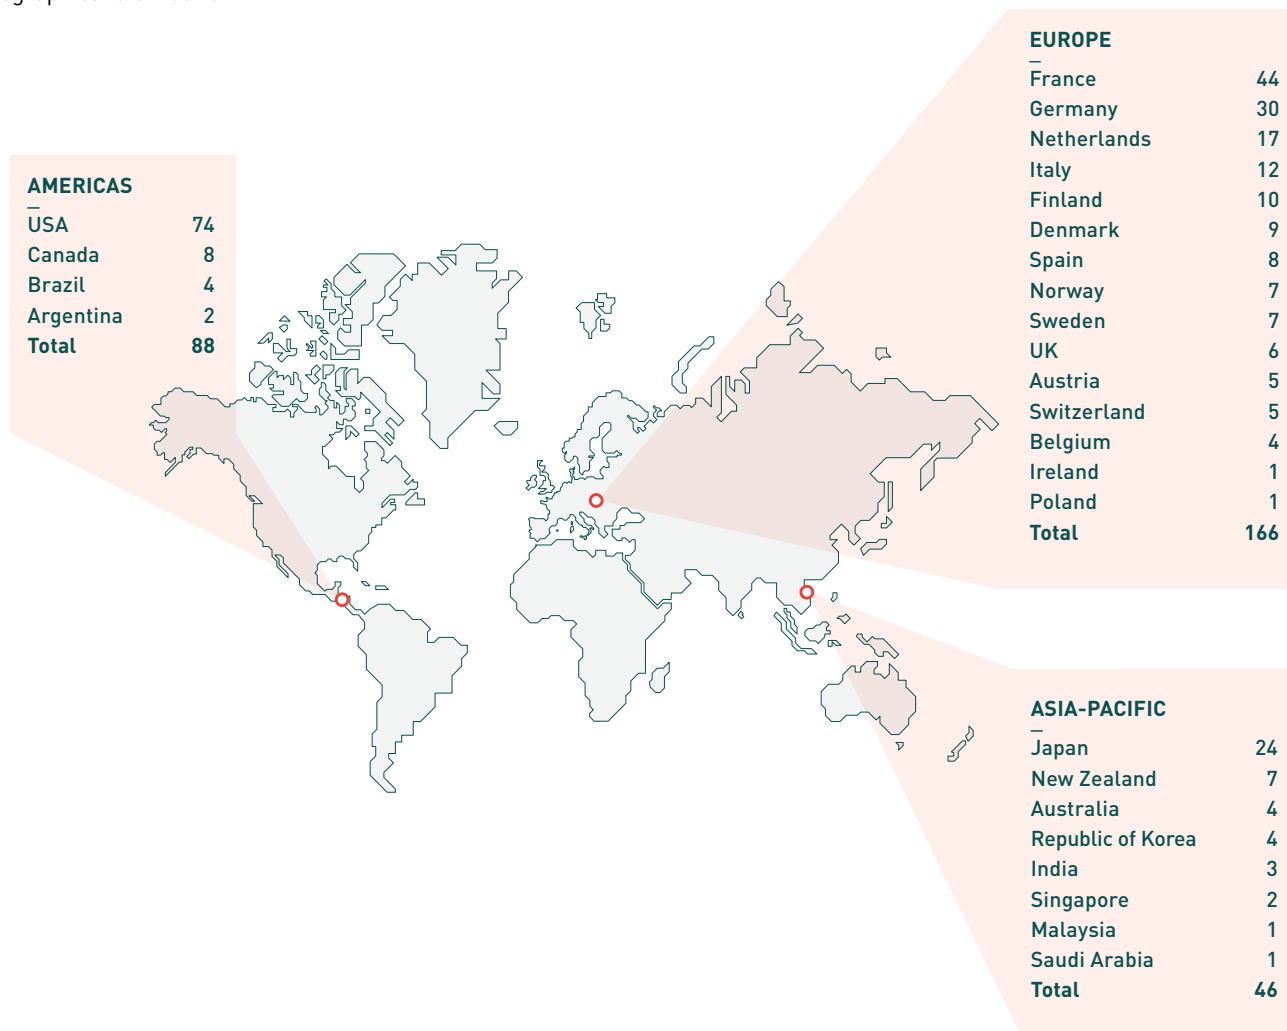 AMERICAS
USA 74
Canada 8
Brazil 4
Argentina 2
Total 88
EUROPE
France 44
Germany 30
Netherlands 17
Italy 12
Finland 10
Denmark 9
Spain 8
Norway 7
Sweden 7
UK 6
Austria 5
Switzerland 5
Belgium 4
Ireland 1
Poland 1
Total 166
ASIA-PACIFIC
Japan 24
New Zealand 7
Australia 4
Republic of Korea 4
India 3
Singapore 2
Malaysia 1
Saudi Arabia 1
Total 46